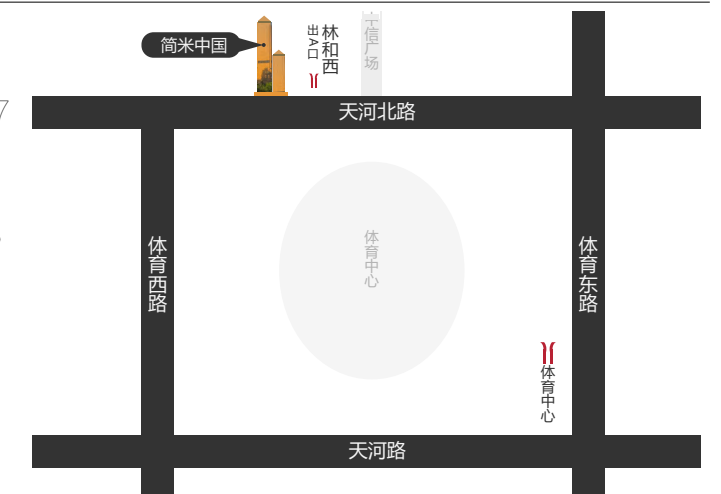 简米中国
林和西
出A口
中信广场
天河北路
体育中心
体育西路
体育东路
体育中心
天河路